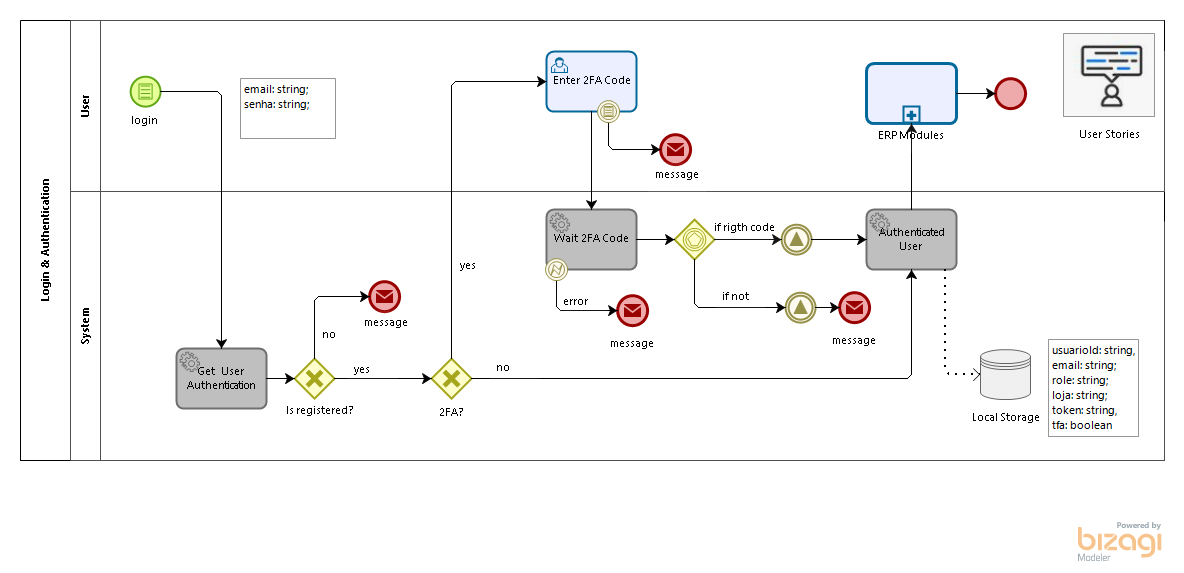 Login & Authentication
User
login
email: string;
senha: string;
Enter 2FA Code
message
ERP Modules
User Stories
System
Wait 2FA Code
if rigth code
Authenticated
User
yes
error
if not
message
message
message
no
Get User
Authentication
yes
no
Is registered?
2FA?
Local Storage
usuarioId: string,
email: string;
role: string;
loja: string;
token: string,
tfa: boolean
Powered by
bizagi
Modeler